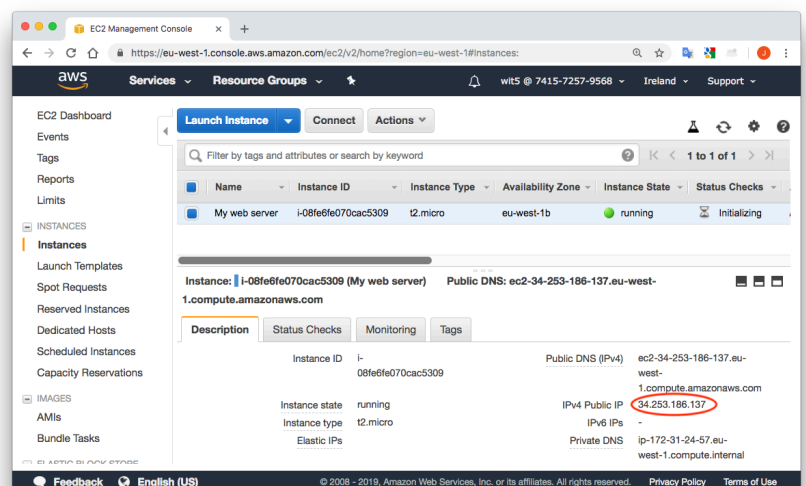 EC2 Management Console
https://eu-west-1.console.aws.amazon.com/ec2/v2/home?region=eu-west-1#Instances:
J
aws Services Resource Groups wit5 @ 7415-7257-9568 Ireland Support
EC2 Dashboard
Events
Tags
Reports
Limits
INSTANCES
Instances
Launch Templates
Spot Requests
Reserved Instances
Dedicated Hosts
Scheduled Instances
Capacity Reservations
IMAGES
AMIs
Bundle Tasks
ELASTIC BLOCK STORE
Launch Instance Connect Actions
Filter by tags and attributes or search by keyword 1 to 1 of 1
Name Instance ID Instance Type Availability Zone Instance State Status Checks
My web server i-08fe6fe070cac5309 t2.micro eu-west-1b running Initializing
Instance: i-08fe6fe070cac5309 (My web server) Public DNS: ec2-34-253-186-137.eu-west-
1.compute.amazonaws.com
Description Status Checks Monitoring Tags
Instance ID i-
08fe6fe070cac5309
Instance state running
Instance type t2.micro
Elastic IPs
Public DNS (IPv4) ec2-34-253-186-137.eu-
west-
1.compute.amazonaws.com
IPv4 Public IP 34.253.186.137
IPv6 IPs -
Private DNS ip-172-31-24-57.eu-
west-1.compute.internal
Feedback English (US) © 2008 - 2019, Amazon Web Services, Inc. or its affiliates. All rights reserved. Privacy Policy Terms of Use